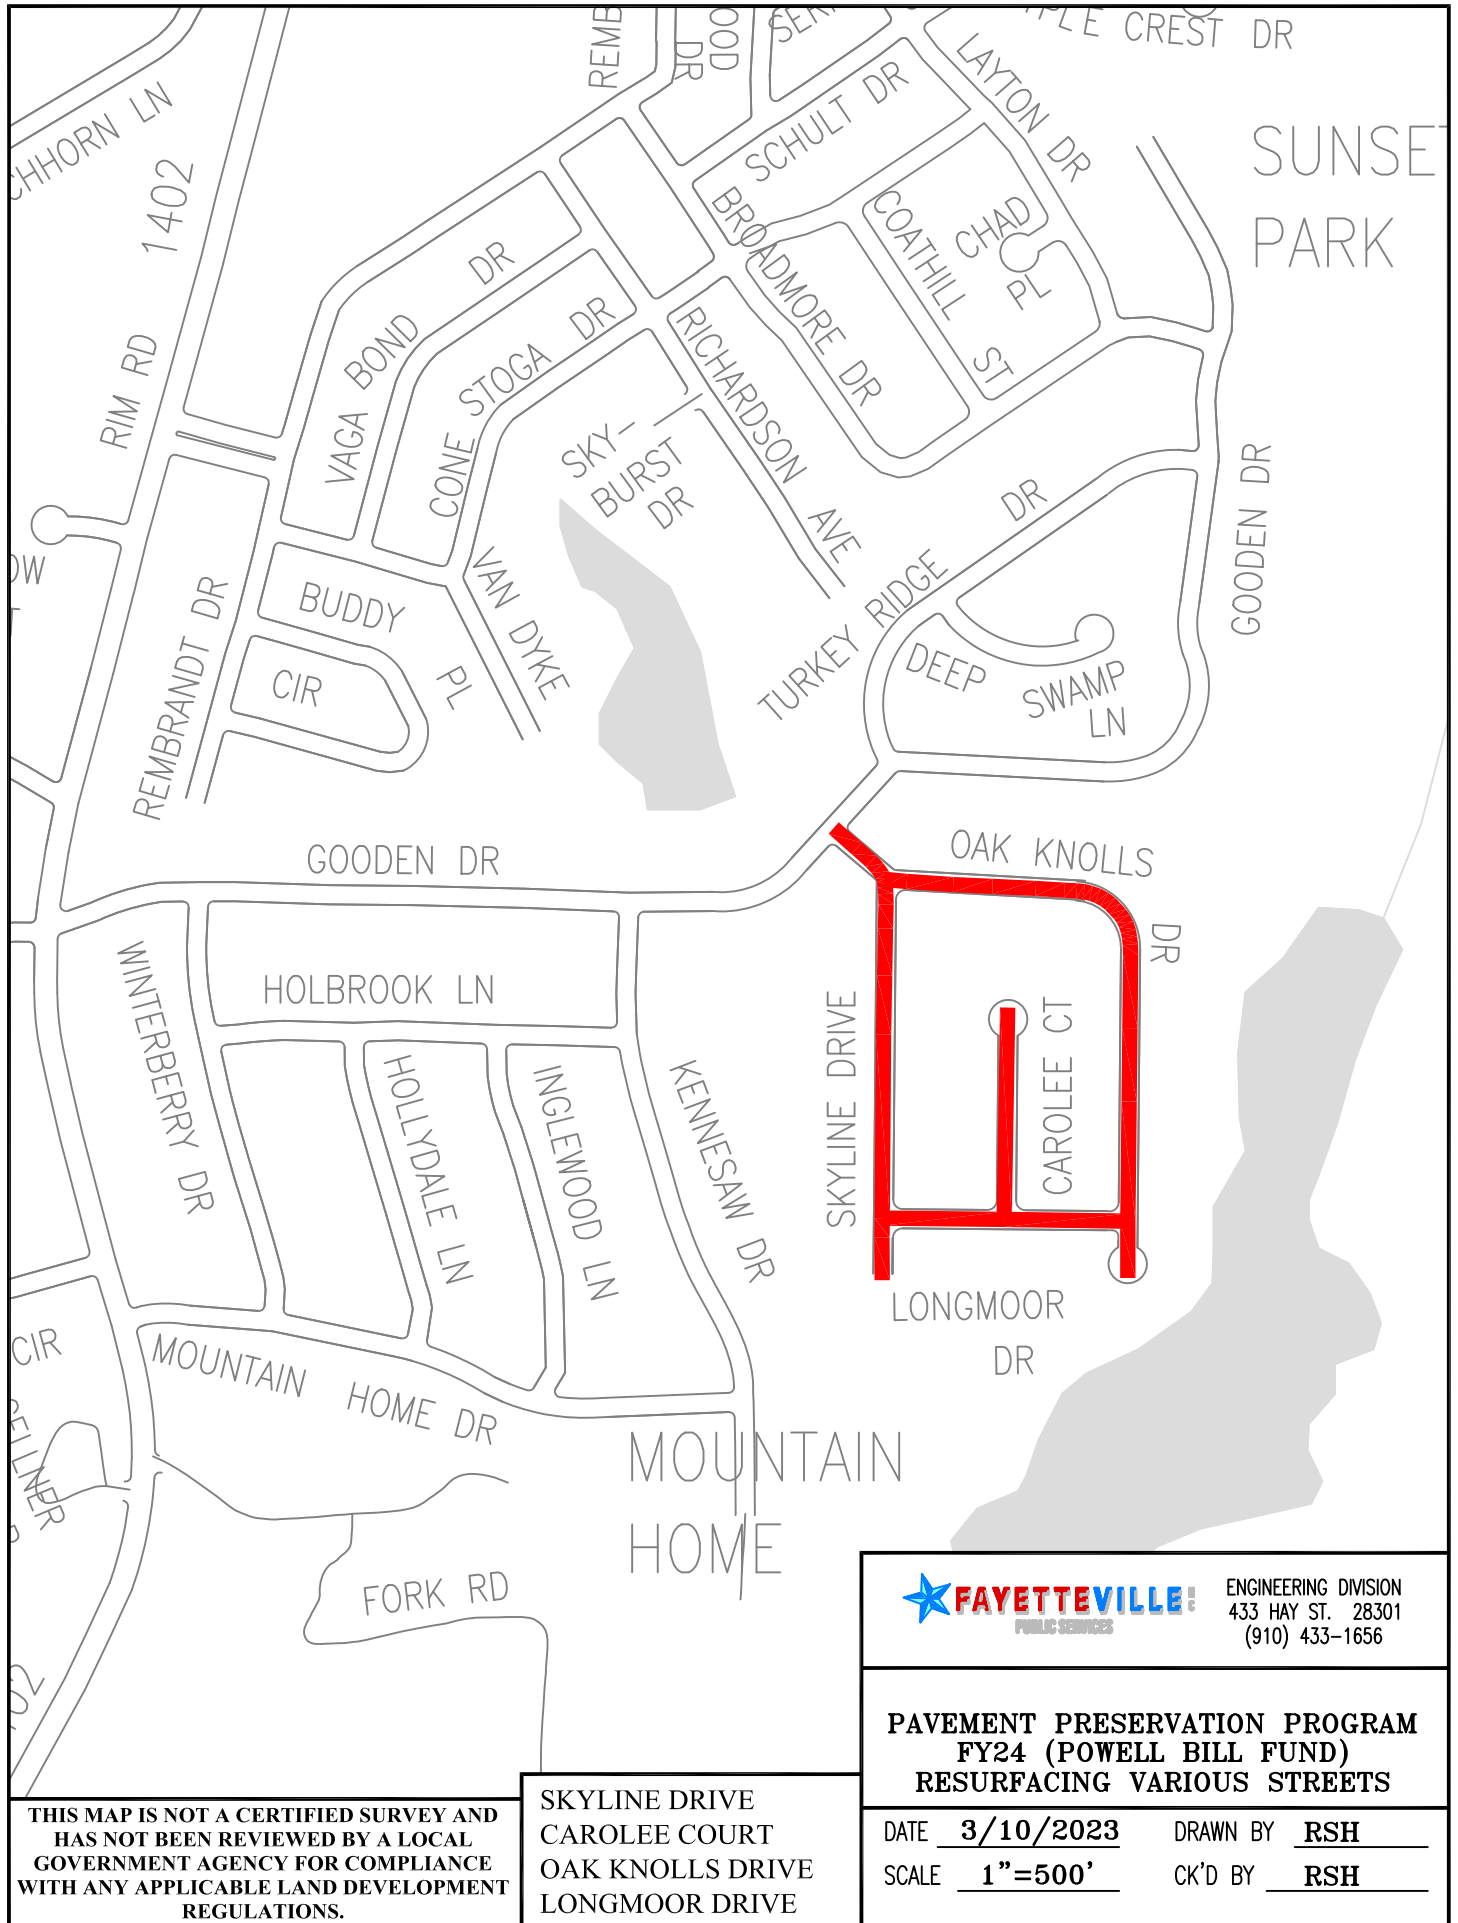 CREST DR
SCHULT DR
LAYTON DR
1402
SUNSET
PARK
BROADMORE DR
COATHILL ST
CHAD
PL
VAGA BOND DR
CONE STOGA DR
RICHARDSON AVE
RIM RD
SKY-
BURST
DR
GOODEN DR
TURKEY RIDGE DR
VAN DYKE
BUDDY
PL
CIR
REMBRANDT DR
DEEP
SWAMP
LN
GOODEN DR
OAK KNOLLS
DR
HOLBROOK LN
WINTERBERRY DR
HOLLYDALE LN
INGLEWOOD LN
KENNESAW DR
SKYLINE DRIVE
CAROLEE CT
LONGMOOR
DR
CIR
MOUNTAIN HOME DR
MOUNTAIN
HOME
FORK RD
FAYETTEVILLE NC
PUBLIC SERVICES
ENGINEERING DIVISION
433 HAY ST. 28301
(910) 433-1656
PAVEMENT PRESERVATION PROGRAM
FY24 (POWELL BILL FUND)
RESURFACING VARIOUS STREETS
DATE 3/10/2023 DRAWN BY RSH
SCALE 1"=500' CK'D BY RSH
THIS MAP IS NOT A CERTIFIED SURVEY AND
HAS NOT BEEN REVIEWED BY A LOCAL
GOVERNMENT AGENCY FOR COMPLIANCE
WITH ANY APPLICABLE LAND DEVELOPMENT
REGULATIONS.
SKYLINE DRIVE
CAROLEE COURT
OAK KNOLLS DRIVE
LONGMOOR DRIVE